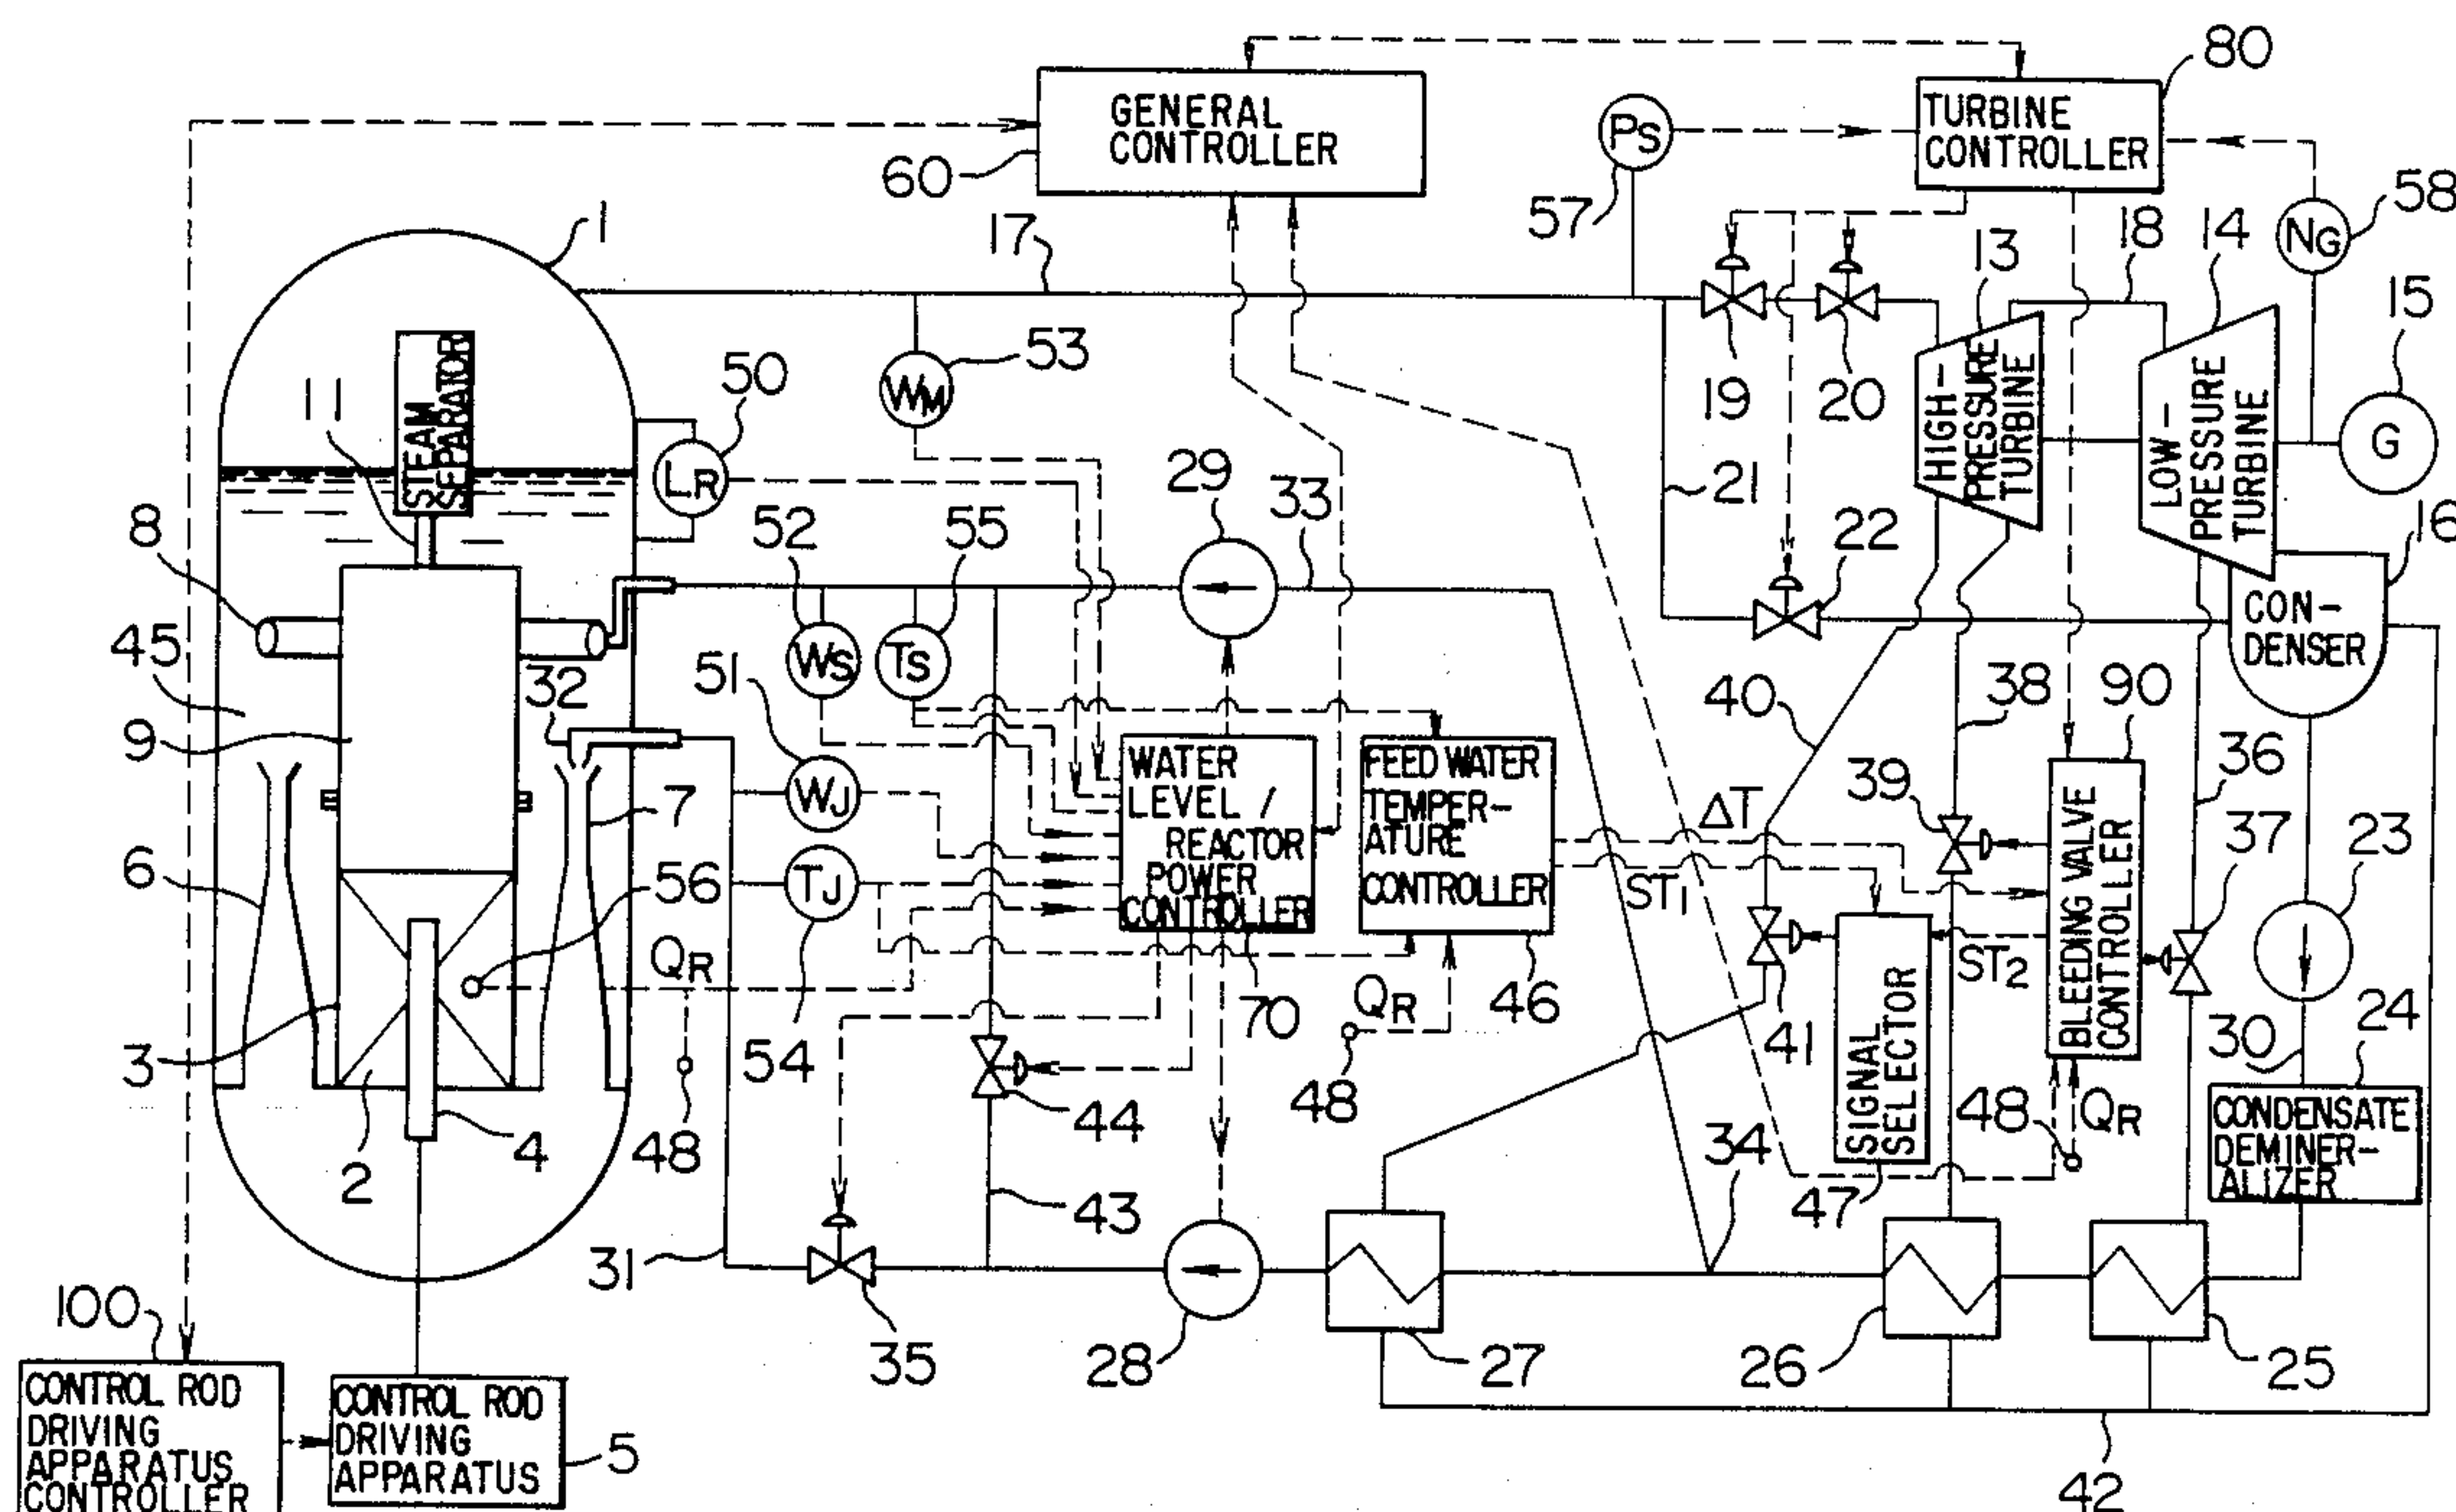 80
GENERAL
CONTROLLER
60
PS
57
TURBINE
CONTROLLER
58
NG
1
17
13
18
14
15
G
STEAM
SEPARATOR
11
50
LR
53
WM
19
20
HIGH-
PRESSURE
TURBINE
LOW-
PRESSURE
TURBINE
16
8
52
55
29
33
21
22
CON-
DENSER
45
32
51
WS
TS
40
38
90
9
7
WJ
WATER
LEVEL /
REACTOR
POWER
CONTROLLER
FEED WATER
TEMPER-
ATURE
CONTROLLER
ΔT
39
36
37
23
6
56
TJ
ST1
BLEEDING VALVE
CONTROLLER
QR
54
70
QR
46
41
SIGNAL
SELECTOR
ST2
30
24
3
2
4
48
44
48
34
48
QR
CONDENSATE
DEMINER-
ALIZER
43
47
31
35
28
27
26
25
42
100
CONTROL ROD
DRIVING
APPARATUS
CONTROLLER
CONTROL ROD
DRIVING
APPARATUS
5